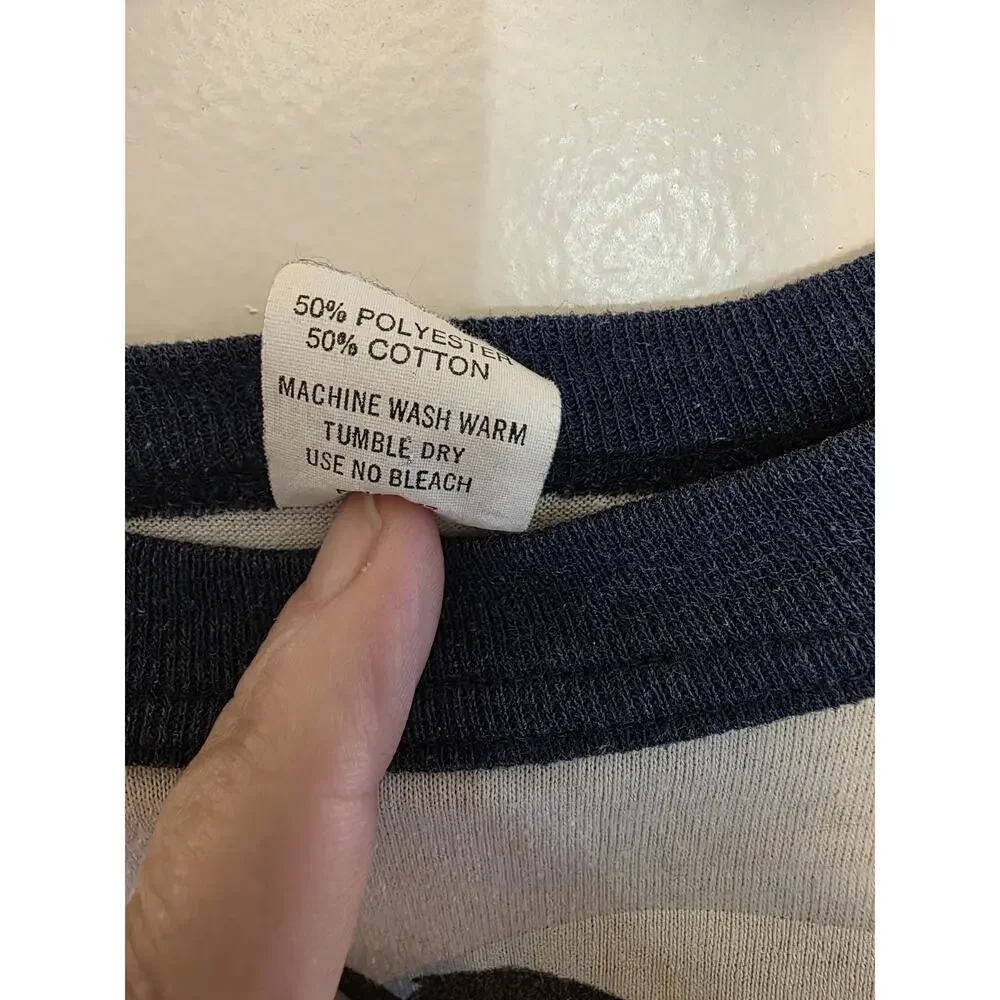 50% POLYESTER
50% COTTON
MACHINE WASH WARM
TUMBLE DRY
USE NO BLEACH